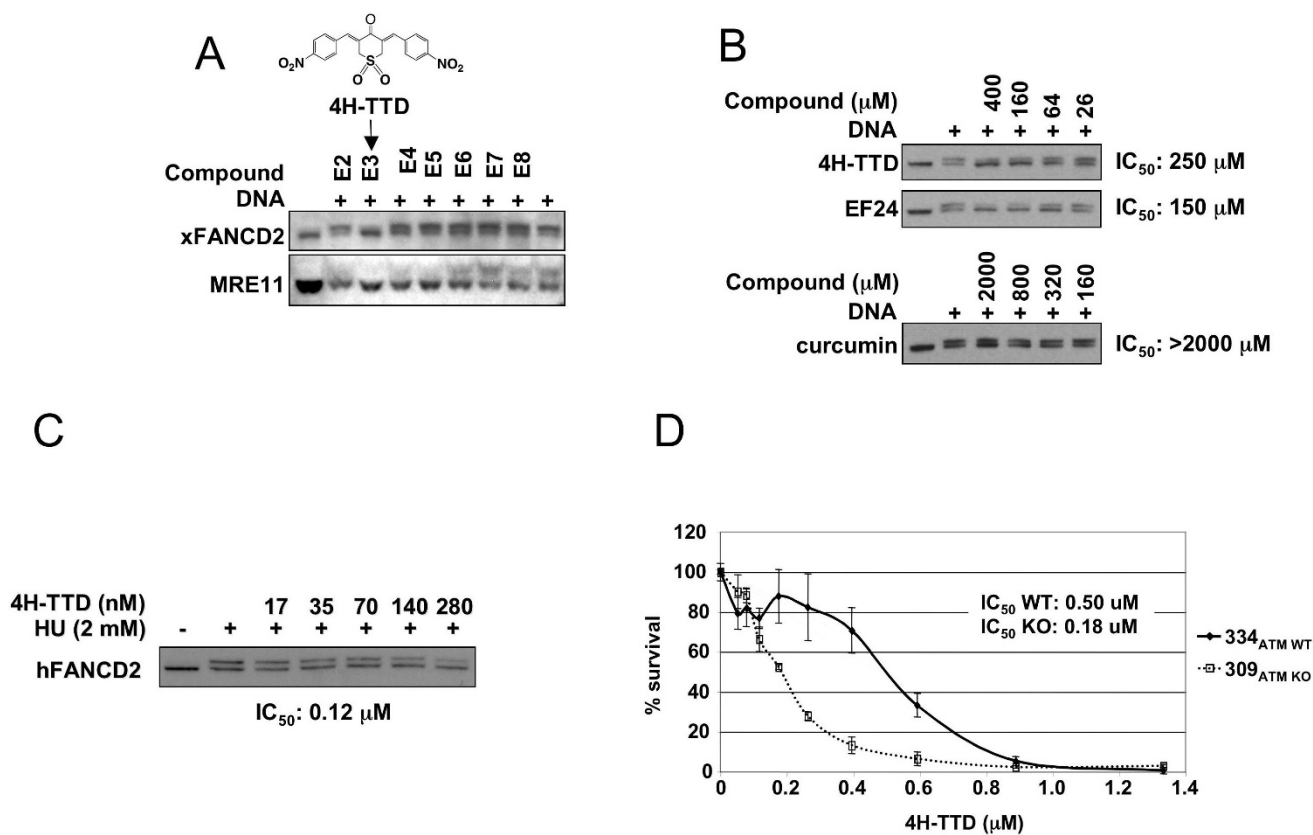 A
O
O₂N
S
NO₂
O O
4H-TTD
Compound E2 E3 E4 E5 E6 E7 E8
DNA + + + + + + + +
xFANCD2
MRE11
B
Compound (μM) 400 160 64 26
DNA + + + + +
4H-TTD IC₅₀: 250 μM
EF24 IC₅₀: 150 μM
Compound (μM) 2000 800 320 160
DNA + + + + +
curcumin IC₅₀: >2000 μM
C
4H-TTD (nM) 17 35 70 140 280
HU (2 mM) - + + + + + +
hFANCD2
IC₅₀: 0.12 μM
D
120
100
80
60
40
20
0
% survival
IC₅₀ WT: 0.50 uM
IC₅₀ KO: 0.18 uM
334 ATM WT
309 ATM KO
0 0.2 0.4 0.6 0.8 1.0 1.2 1.4
4H-TTD (μM)